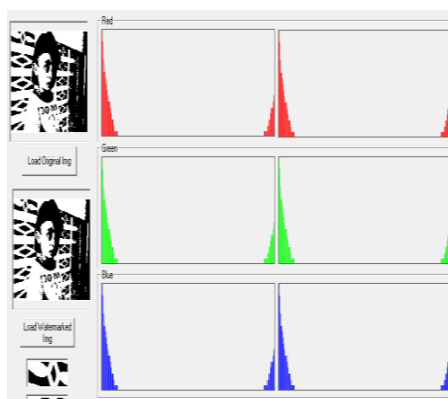 Red
Load Original Img
Green
Load Watermarked
Img
Blue